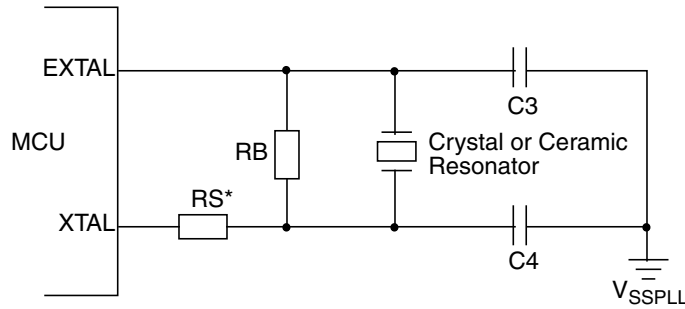 EXTAL
C3
MCU
RB
Crystal or Ceramic
Resonator
RS*
XTAL
C4
VSSPLL